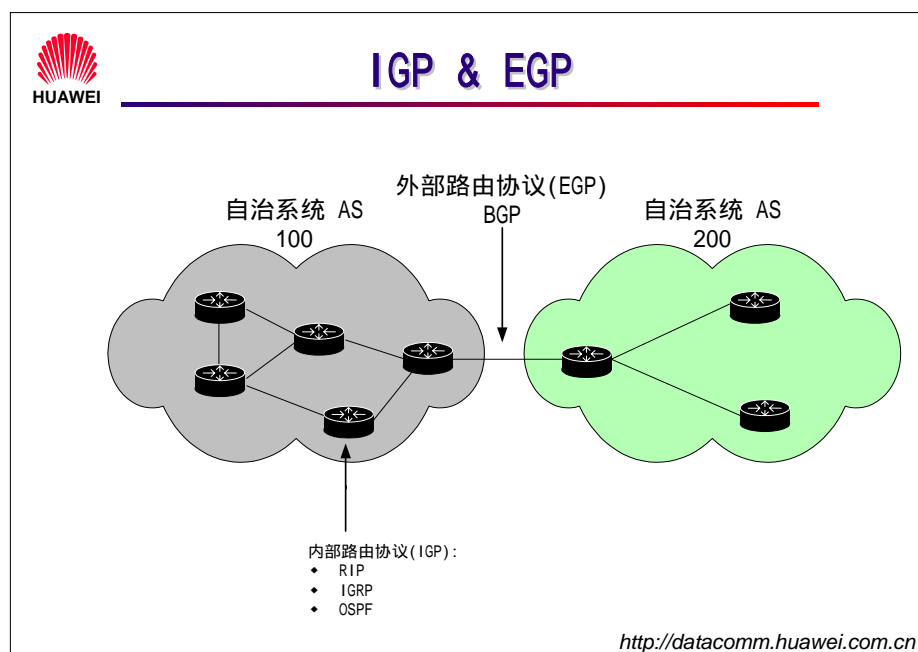 IGP & EGP
HUAWEI
外部路由协议(EGP)
BGP
自治系统 AS
100
自治系统 AS
200
内部路由协议(IGP):
◆ RIP
◆ IGRP
◆ OSPF
http://datacomm.huawei.com.cn